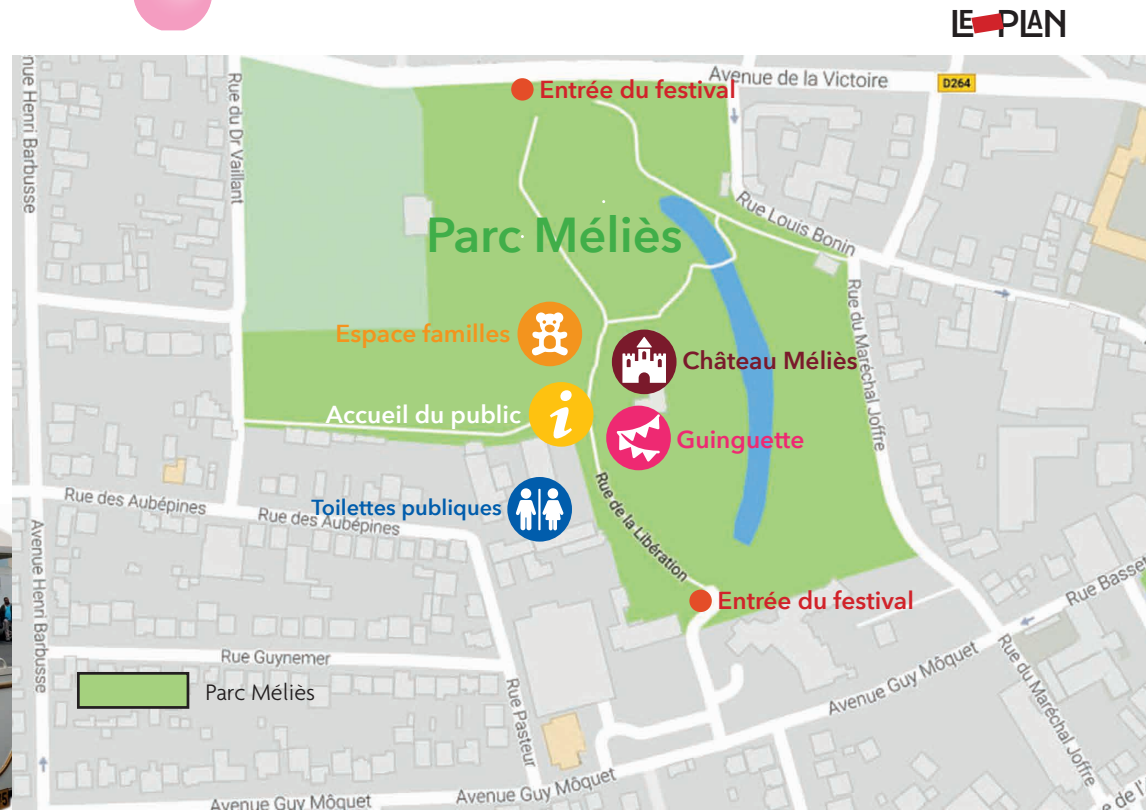 LE PLAN
Avenue de la Victoire
D264
Entrée du festival
Rue du Dr Vaillant
nue Henri Barbusse
Rue Louis Bonin
Parc Méliès
Rue du Maréchal Joffre
Espace familles
Château Méliès
Accueil du public
i
Guinguette
Rue des Aubépines
Toilettes publiques
Rue des Aubépines
Rue de la Libération
Avenue Henri Barbusse
Rue Basset
Entrée du festival
Rue Guynemer
Parc Méliès
Rue Pasteur
Avenue Guy Môquet
Rue du Maréchal Joffre
Avenue Guy Môquet
Avenue Guy Môquet